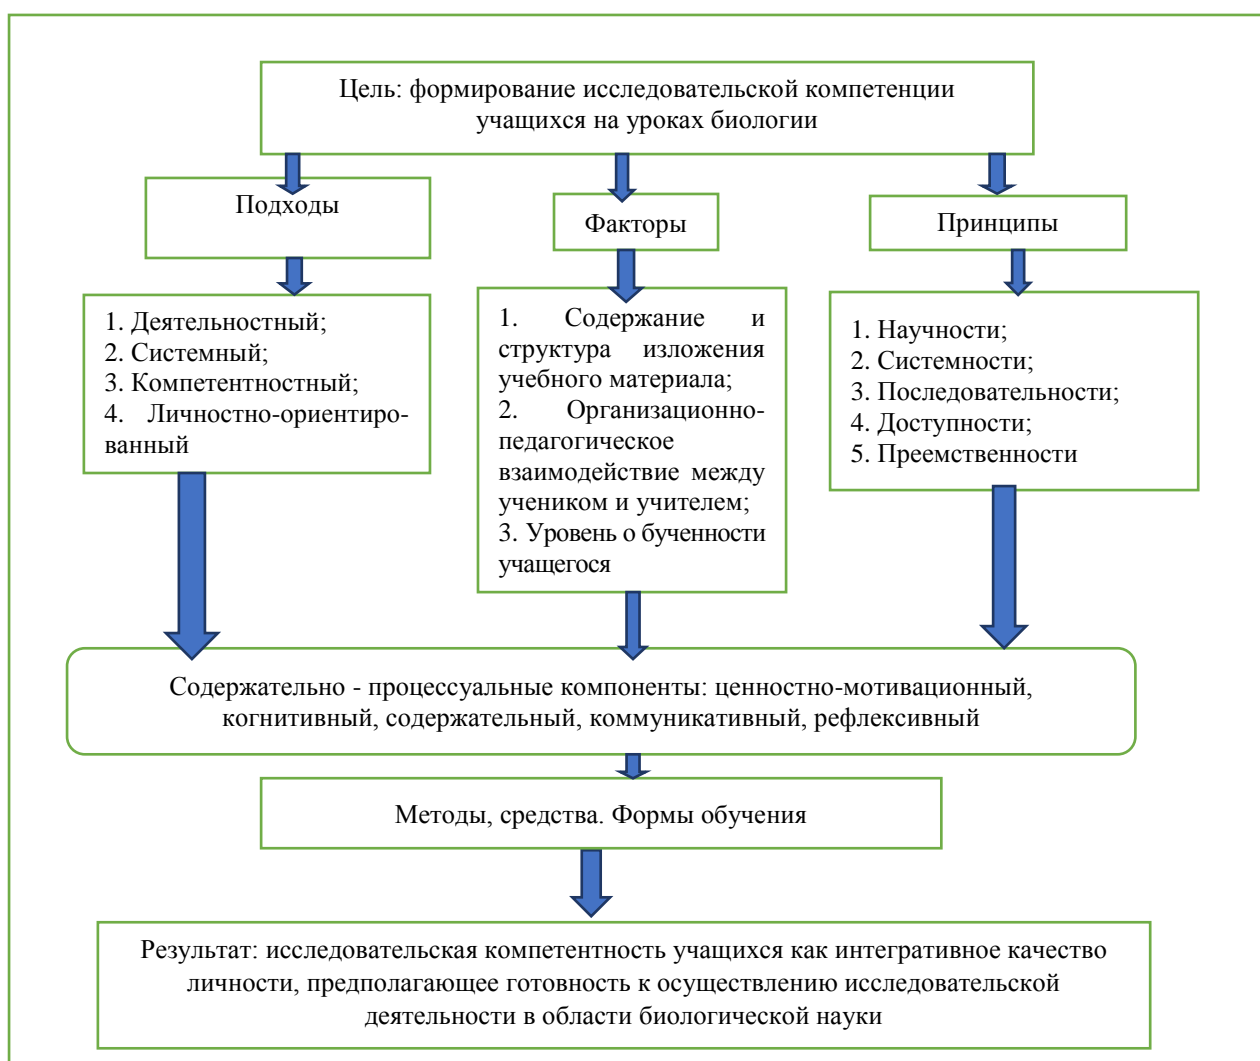 Цель: формирование исследовательской компетенции
учащихся на уроках биологии
Подходы
Факторы
Принципы
1. Деятельностный;
2. Системный;
3. Компетентностный;
4. Личностно-ориентиро-
ванный
1. Содержание и
структура изложения
учебного материала;
2. Организационно-
педагогическое
взаимодействие между
учеником и учителем;
3. Уровень о бученности
учащегося
1. Научности;
2. Системности;
3. Последовательности;
4. Доступности;
5. Преемственности
Содержательно - процессуальные компоненты: ценностно-мотивационный,
когнитивный, содержательный, коммуникативный, рефлексивный
Методы, средства. Формы обучения
Результат: исследовательская компетентность учащихся как интегративное качество
личности, предполагающее готовность к осуществлению исследовательской
деятельности в области биологической науки